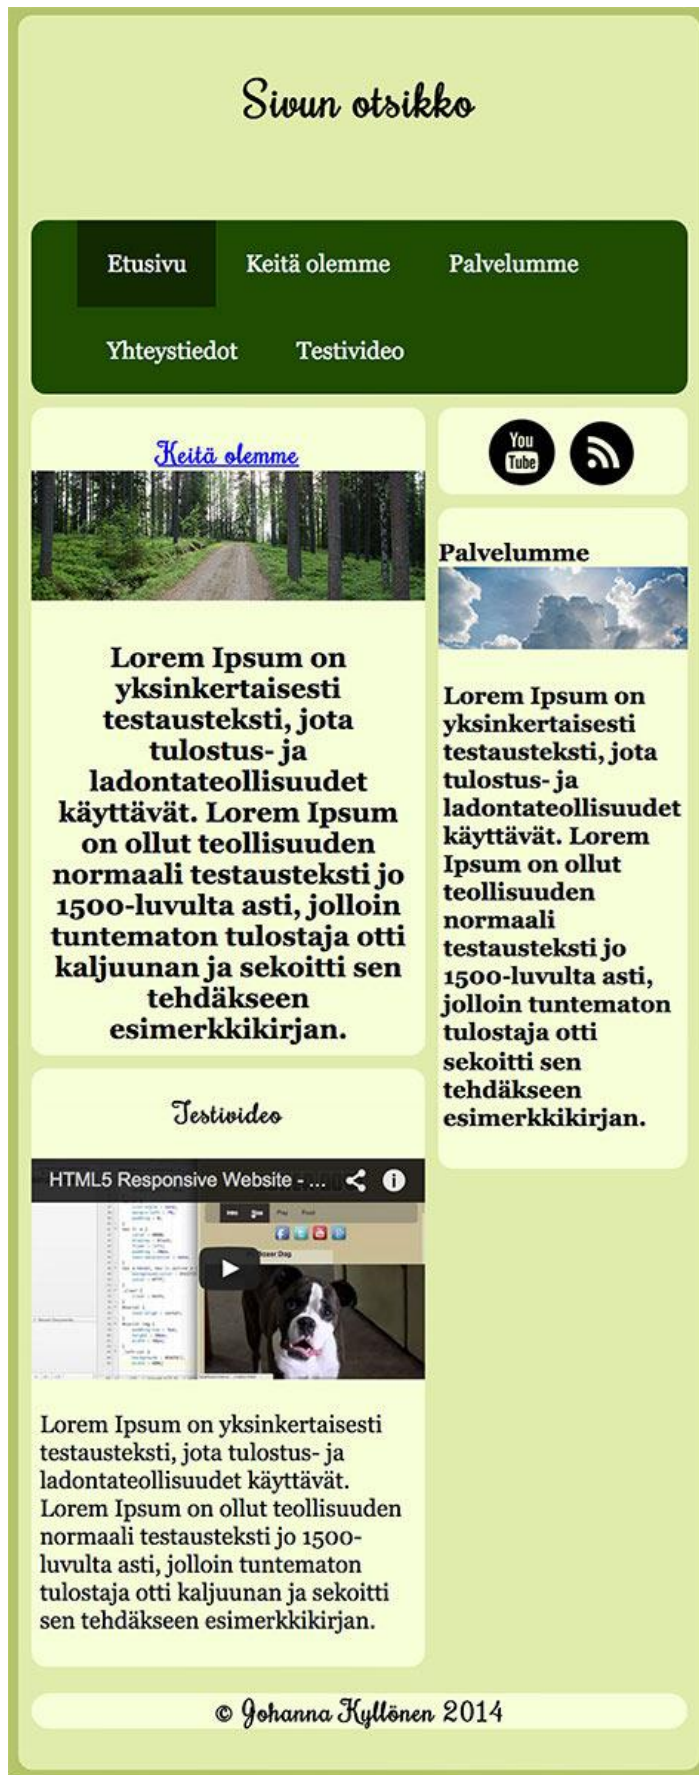 Sivun otsikko
Etusivu Keitä olemme Palvelumme
Yhteystiedot Testivideo
Keitä olemme
Lorem Ipsum on
yksinkertaisesti
testausteksti, jota
tulostus- ja
ladontateollisuudet
käyttävät. Lorem Ipsum
on ollut teollisuuden
normaali testausteksti jo
1500-luvulta asti, jolloin
tuntematon tulostaja otti
kaljuunan ja sekoitti sen
tehdäkseen
esimerkkikirjan.
Testivideo
HTML5 Responsive Website - ...
Lorem Ipsum on yksinkertaisesti
testausteksti, jota tulostus- ja
ladontateollisuudet käyttävät.
Lorem Ipsum on ollut teollisuuden
normaali testausteksti jo 1500-
luvulta asti, jolloin tuntematon
tulostaja otti kaljuunan ja sekoitti
sen tehdäkseen esimerkkikirjan.
You
Tube
Palvelumme
Lorem Ipsum on
yksinkertaisesti
testausteksti, jota
tulostus- ja
ladontateollisuudet
käyttävät. Lorem
Ipsum on ollut
teollisuuden
normaali
testausteksti jo
1500-luvulta asti,
jolloin tuntematon
tulostaja otti
sekoitti sen
tehdäkseen
esimerkkikirjan.
© Johanna Kyllönen 2014